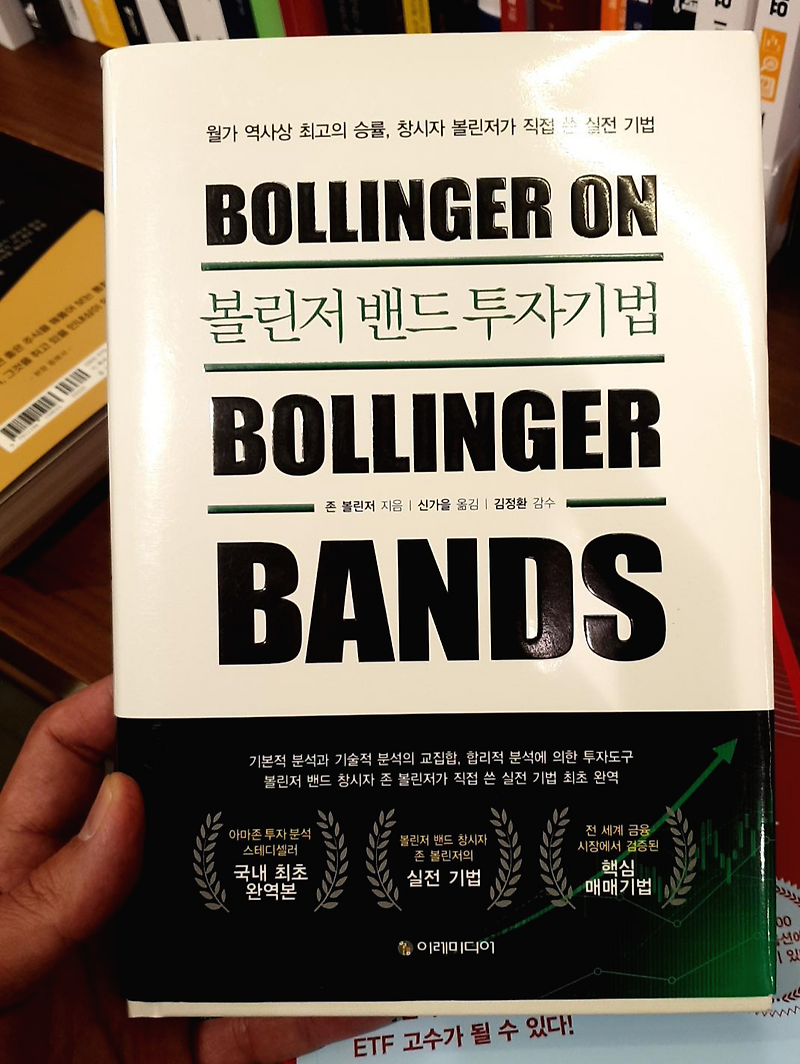 월가 역사상 최고의 승률, 창시자 볼린저가 직접 쓴 실전 기법
BOLLINGER ON
볼린저 밴드 투자기법
BOLLINGER
존 볼린저 지음 | 신가을 옮김 | 김정환 감수
BANDS
기본적 분석과 기술적 분석의 교집합, 합리적 분석에 의한 투자도구
볼린저 밴드 창시자 존 볼린저가 직접 쓴 실전 기법 최초 완역
아마존 투자 분석
스테디셀러
국내 최초
완역본
볼린저 밴드 창시자
존 볼린저의
실전 기법
전 세계 금융
시장에서 검증된
핵심
매매기법
이레미디어
ETF 고수가 될 수 있다!